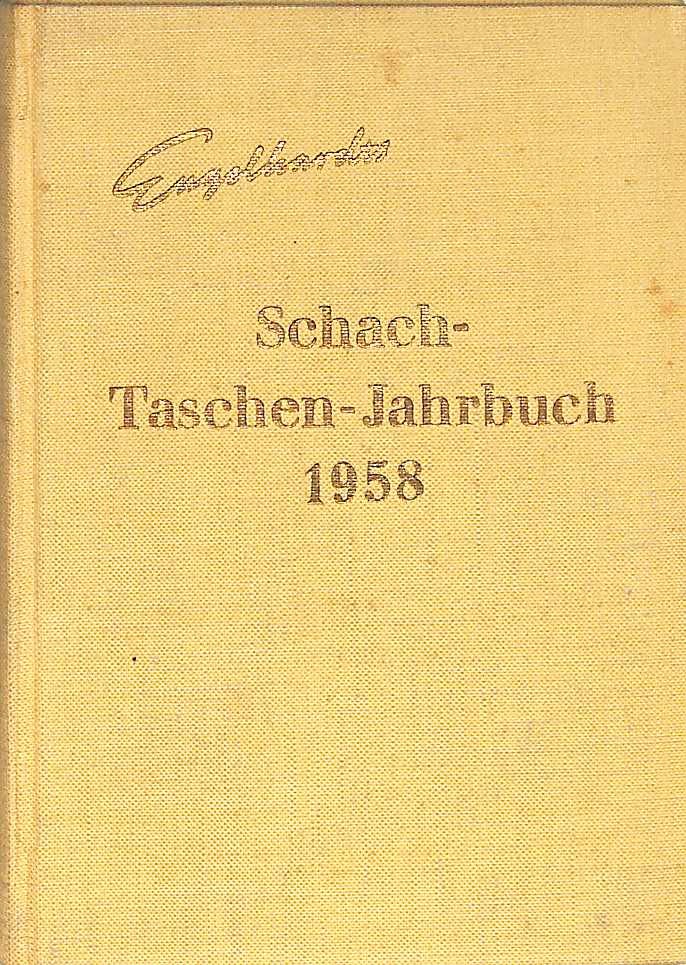 Engelhardts
Schach-
Taschen-Jahrbuch
1958